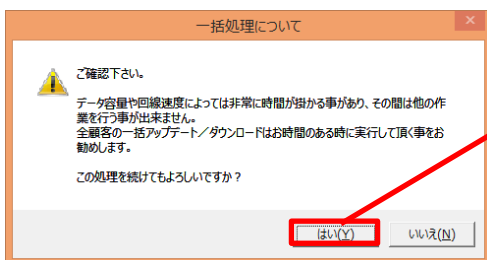 一括処理について
ご確認下さい。
データ容量や回線速度によっては非常に時間が掛かる事があり、その間は他の作
業を行う事が出来ません。
全顧客の一括アップデート／ダウンロードはお時間のある時に実行して頂く事をお
勧めします。
この処理を続けてもよろしいですか？
はい(Y) いいえ(N)